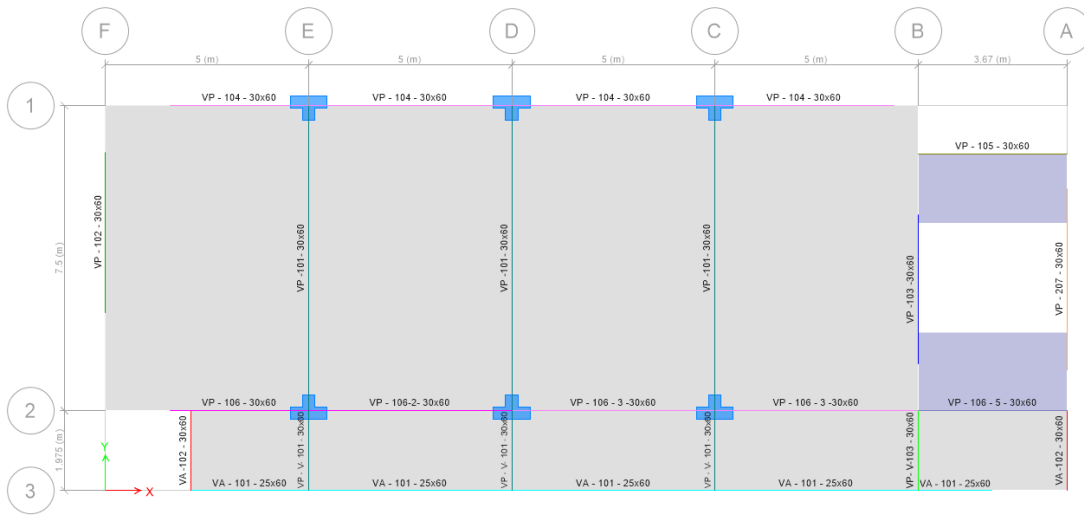 F E D C B A
5 (m) 5 (m) 5 (m) 5 (m) 3.67 (m)
1
VP - 104 - 30x60 VP - 104 - 30x60 VP - 104 - 30x60 VP - 104 - 30x60
VP - 105 - 30x60
7.5 (m)
VP - 102 - 30x60
VP -101- 30x60
VP -101- 30x60
VP -101- 30x60
VP -103 -30x60
VP - 207 - 30x60
2
VP - 106 - 30x60 VP - 106-2- 30x60 VP - 106 - 3 -30x60 VP - 106 - 3 -30x60 VP - 106 - 5 - 30x60
1.975 (m)
VA -102 - 30x60
VP - V- 101 - 30x60
VP - V- 101 - 30x60
VP - V- 101 - 30x60
VP- V-103 - 30x60
VA - 102 - 30x60
Y
X
3
VA - 101 - 25x60 VA - 101 - 25x60 VA - 101 - 25x60 VA - 101 - 25x60 VA - 101 - 25x60